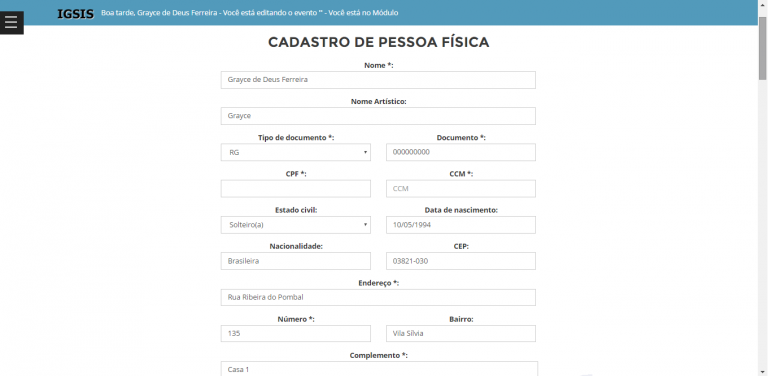 IGSIS Boa tarde, Grayce de Deus Ferreira - Você está editando o evento "" - Você está no Módulo
CADASTRO DE PESSOA FÍSICA
Nome *:
Grayce de Deus Ferreira
Nome Artístico:
Grayce
Tipo de documento *: Documento *:
RG 000000000
CPF *: CCM *:
CCM
Estado civil: Data de nascimento:
Solteiro(a) 10/05/1994
Nacionalidade: CEP:
Brasileira 03821-030
Endereço *:
Rua Ribeira do Pombal
Número *: Bairro:
135 Vila Sílvia
Complemento *:
Casa 1